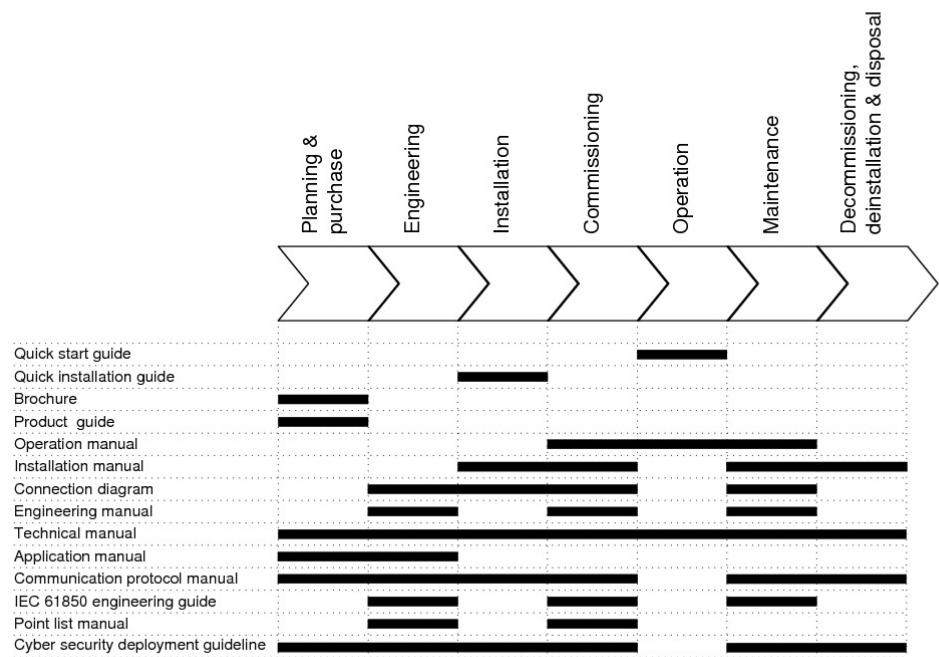 Planning &
purchase
Engineering
Installation
Commissioning
Operation
Maintenance
Decommissioning,
deinstallation & disposal
Quick start guide
Quick installation guide
Brochure
Product guide
Operation manual
Installation manual
Connection diagram
Engineering manual
Technical manual
Application manual
Communication protocol manual
IEC 61850 engineering guide
Point list manual
Cyber security deployment guideline